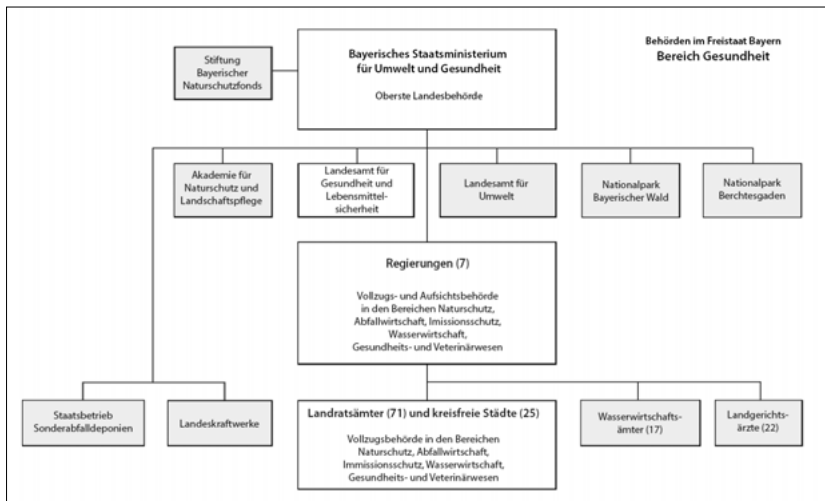 Behörden im Freistaat Bayern
Bereich Gesundheit
Stiftung
Bayerischer
Naturschutzfonds
Bayerisches Staatsministerium
für Umwelt und Gesundheit
Oberste Landesbehörde
Akademie für
Naturschutz und
Landschaftspflege
Landesamt für
Gesundheit und
Lebensmittel-
sicherheit
Landesamt für
Umwelt
Nationalpark
Bayerischer Wald
Nationalpark
Berchtesgaden
Regierungen (7)
Vollzugs- und Aufsichtsbehörde
in den Bereichen Naturschutz,
Abfallwirtschaft, Imissionsschutz,
Wasserwirtschaft,
Gesundheits- und Veterinärwesen
Staatsbetrieb
Sonderabfalldeponien
Landeskraftwerke
Landratsämter (71) und kreisfreie Städte (25)
Vollzugsbehörde in den Bereichen
Naturschutz, Abfallwirtschaft,
Immissionsschutz, Wasserwirtschaft,
Gesundheits- und Veterinärwesen
Wasserwirtschafts-
ämter (17)
Landgerichts-
ärzte (22)